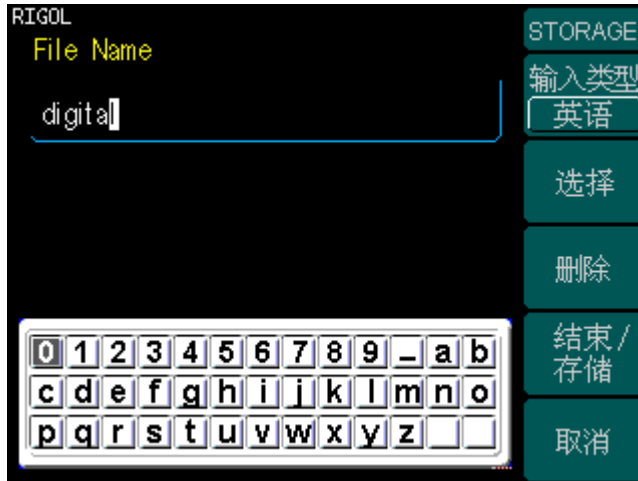 RIGOL
File Name
digital
STORAGE
输入类型
英语
选择
删除
结束/
存储
取消
0 1 2 3 4 5 6 7 8 9 _ a b
c d e f g h i j k l m n o
p q r s t u v w x y z